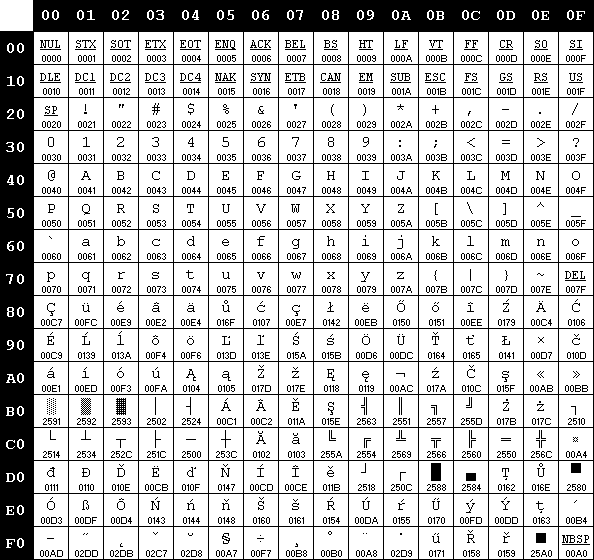 00 01 02 03 04 05 06 07 08 09 0A 0B 0C 0D 0E 0F
00 NUL STX SOT ETX EOT ENQ ACK BEL BS HT LF VT FF CR SO SI
0000 0001 0002 0003 0004 0005 0006 0007 0008 0009 000A 000B 000C 000D 000E 000F
10 DLE DC1 DC2 DC3 DC4 NAK SYN ETB CAN EM SUB ESC FS GS RS US
0010 0011 0012 0013 0014 0015 0016 0017 0018 0019 001A 001B 001C 001D 001E 001F
20 SP ! " # $ % & ' ( ) * + , - . /
0020 0021 0022 0023 0024 0025 0026 0027 0028 0029 002A 002B 002C 002D 002E 002F
30 0 1 2 3 4 5 6 7 8 9 : ; < = > ?
0030 0031 0032 0033 0034 0035 0036 0037 0038 0039 003A 003B 003C 003D 003E 003F
40 @ A B C D E F G H I J K L M N O
0040 0041 0042 0043 0044 0045 0046 0047 0048 0049 004A 004B 004C 004D 004E 004F
50 P Q R S T U V W X Y Z [ \ ] ^ _
0050 0051 0052 0053 0054 0055 0056 0057 0058 0059 005A 005B 005C 005D 005E 005F
60 ` a b c d e f g h i j k l m n o
0060 0061 0062 0063 0064 0065 0066 0067 0068 0069 006A 006B 006C 006D 006E 006F
70 p q r s t u v w x y z { | } ~ DEL
0070 0071 0072 0073 0074 0075 0076 0077 0078 0079 007A 007B 007C 007D 007E 007F
80 Ç ü é â ä ů ć ç ł ë Ő ő î Ź Ä Ć
00C7 00FC 00E9 00E2 00E4 016F 0107 00E7 0142 00EB 0150 0151 00EE 0179 00C4 0106
90 É Ĺ ĺ ô ö Ľ ľ Ś ś Ö Ü Ť ť Ł × č
00C9 0139 013A 00F4 00F6 013D 013E 015A 015B 00D6 00DC 0164 0165 0141 00D7 010D
A0 á í ó ú Ą ą Ž ž Ę ę ¬ ź Č ş « »
00E1 00ED 00F3 00FA 0104 0105 017D 017E 0118 0119 00AC 017A 010C 015F 00AB 00BB
B0 ░ ▒ ▓ │ ┤ Á Â Ě Ş ╣ ║ ╗ ╝ Ż ż ┐
2591 2592 2593 2502 2524 00C1 00C2 011A 015E 2563 2551 2557 255D 017B 017C 2510
C0 └ ┴ ┬ ├ ─ ┼ Ă ă ╚ ╔ ╩ ╦ ╠ ═ ╬ ¤
2514 2534 252C 251C 2500 253C 0102 0103 255A 2554 2569 2566 2560 2550 256C 00A4
D0 đ Đ Ď Ë ď Ň Í Î ě ┘ ┌ █ ▄ Ţ Ů ▀
0111 0110 010E 00CB 010F 0147 00CD 00CE 011B 2518 250C 2588 2584 0162 016E 2580
E0 Ó ß Ô Ń ń ň Š š Ŕ Ú ŕ Ű ý Ý ţ ´
00D3 00DF 00D4 0143 0144 0148 0160 0161 0154 00DA 0155 0170 00FD 00DD 0163 00B4
F0 - ˝ ˛ ˇ ˘ § ÷ ¸ ° ¨ ˙ ű Ř ř ■ NBSP
00AD 02DD 02DB 02C7 02D8 00A7 00F7 00B8 00B0 00A8 02D9 0171 0158 0159 25A0 00A0